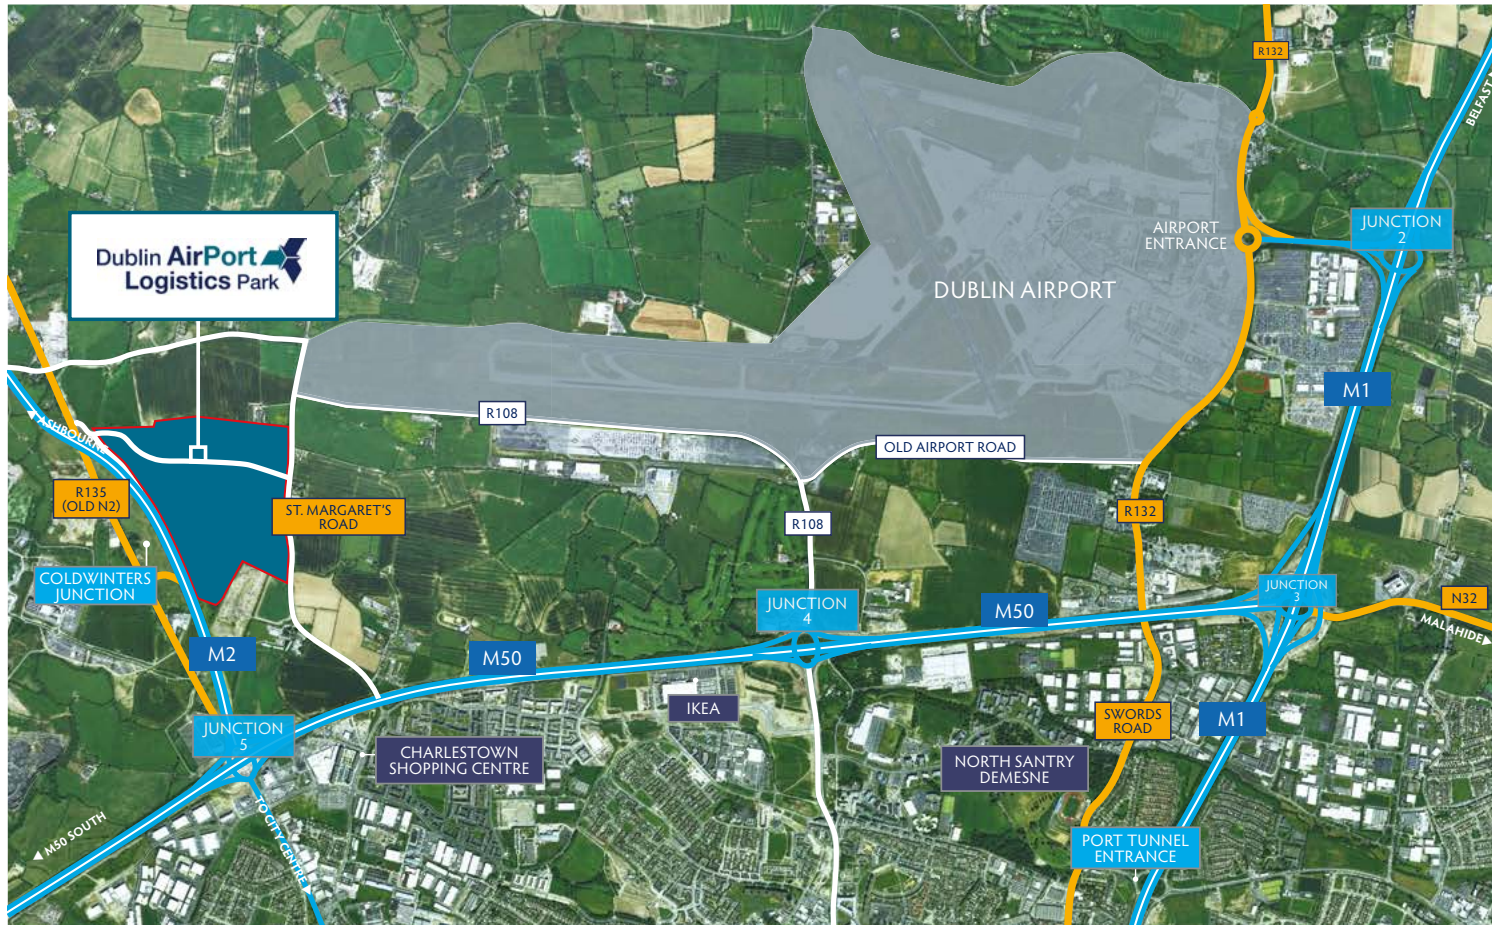 R132
BELFAST
JUNCTION
2
AIRPORT
ENTRANCE
Dublin AirPort
Logistics Park
DUBLIN AIRPORT
M1
ASHBOURNE
R108
OLD AIRPORT ROAD
R135
(OLD N2)
ST. MARGARET'S
ROAD
R108
R132
COLDWINTERS
JUNCTION
JUNCTION
4
M50
JUNCTION
3
N32
MALAHIDE
M2
M50
IKEA
JUNCTION
5
CHARLESTOWN
SHOPPING CENTRE
SWORDS
ROAD
M1
NORTH SANTRY
DEMESNE
M50 SOUTH
TO CITY CENTRE
PORT TUNNEL
ENTRANCE